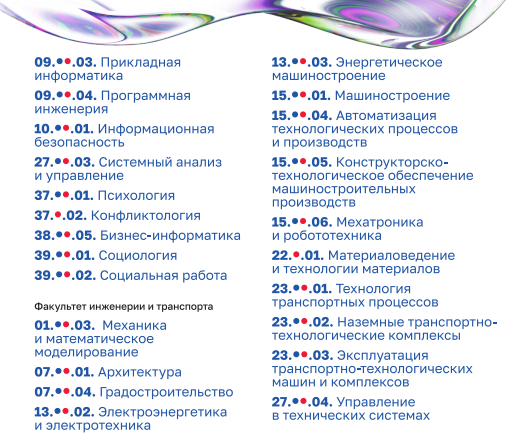 09.●●.03. Прикладная
информатика
09.●●.04. Программная
инженерия
10.●●.01. Информационная
безопасность
27.●●.03. Системный анализ
и управление
37.●●.01. Психология
37.●.02. Конфликтология
38.●●.05. Бизнес-информатика
39.●●.01. Социология
39.●●.02. Социальная работа
Факультет инженерии и транспорта
01.●●.03. Механика
и математическое
моделирование
07.●●.01. Архитектура
07.●●.04. Градостроительство
13.●●.02. Электроэнергетика
и электротехника
13.●●.03. Энергетическое
машиностроение
15.●●.01. Машиностроение
15.●●.04. Автоматизация
технологических процессов
и производств
15.●●.05. Конструкторско-
технологическое обеспечение
машиностроительных
производств
15.●●.06. Мехатроника
и робототехника
22.●.01. Материаловедение
и технологии материалов
23.●●.01. Технология
транспортных процессов
23.●●.02. Наземные транспортно-
технологические комплексы
23.●●.03. Эксплуатация
транспортно-технологических
машин и комплексов
27.●●.04. Управление
в технических системах